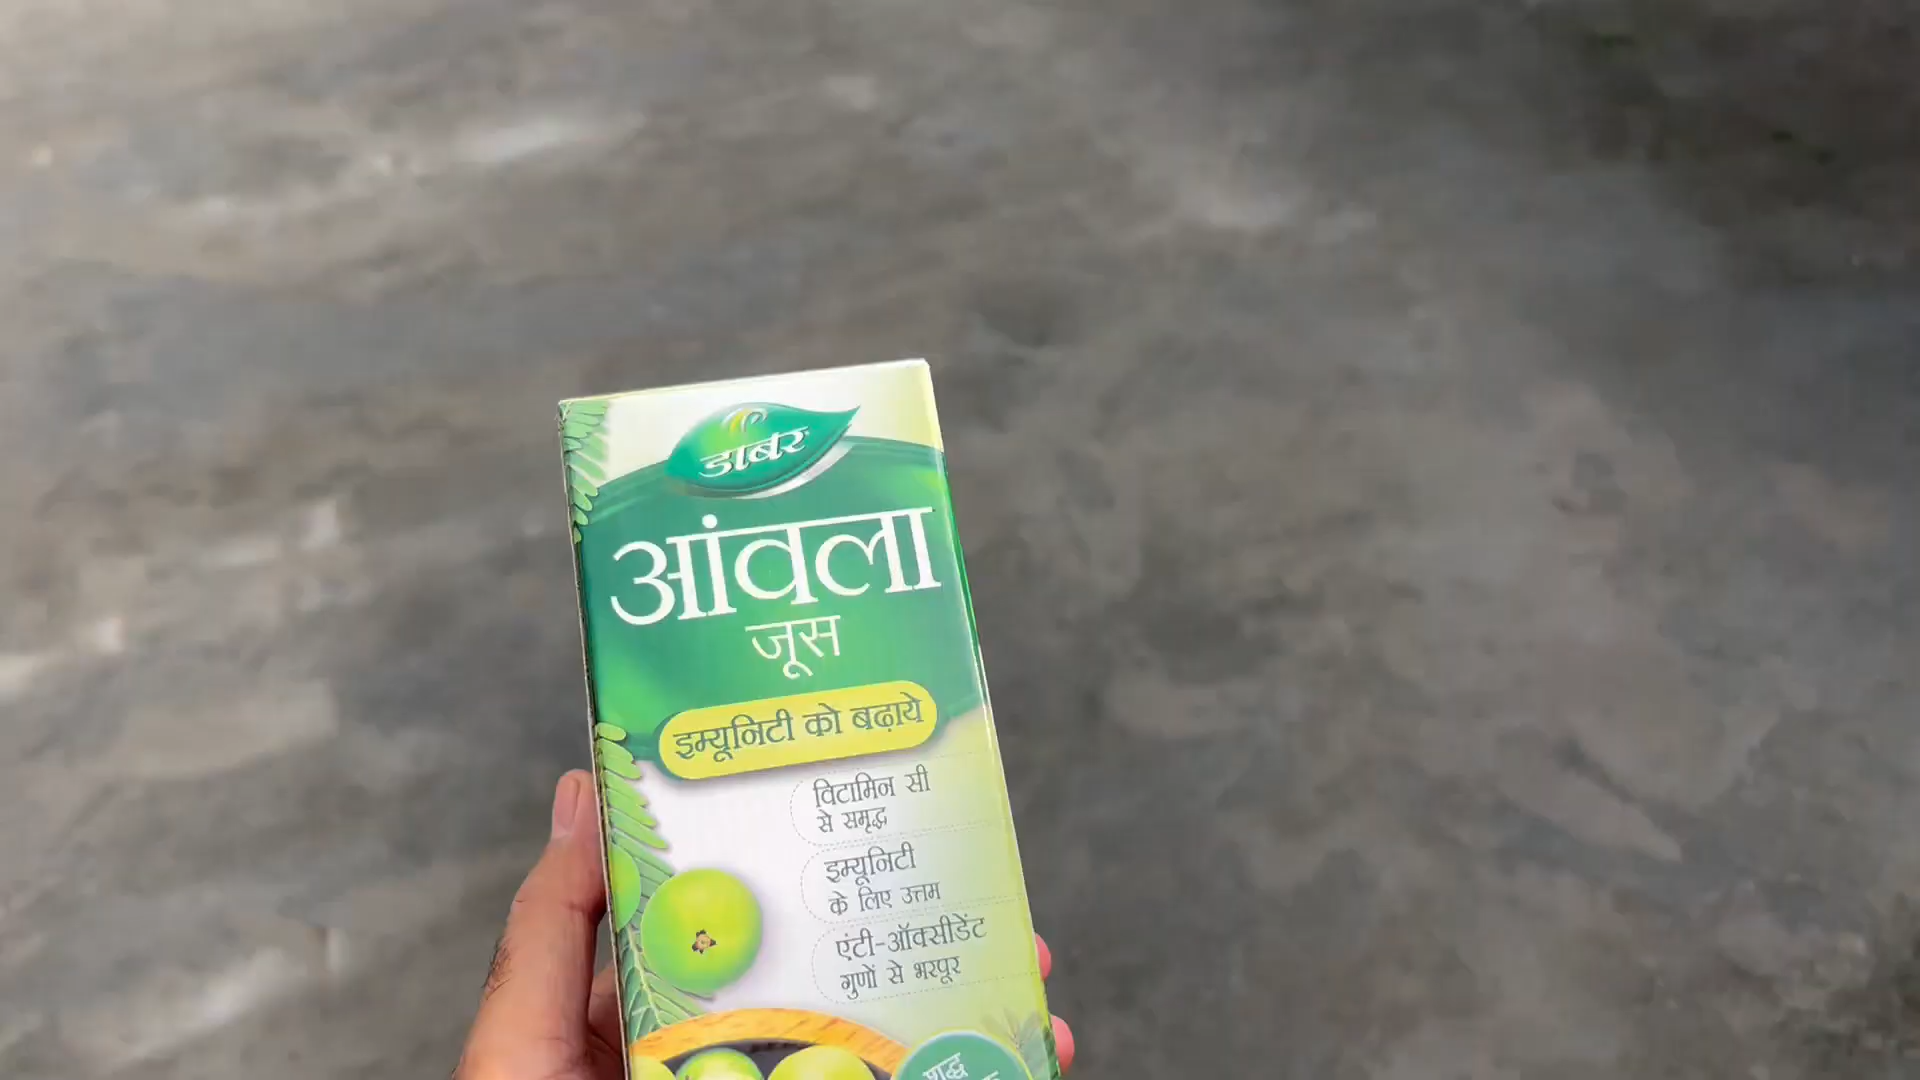 डाबर
आंवला
जूस
इम्यूनिटी को बढ़ाये
विटामिन सी
से समृद्ध
इम्यूनिटी
के लिए उत्तम
एंटी-ऑक्सीडेंट
गुणों से भरपूर
शुद्ध